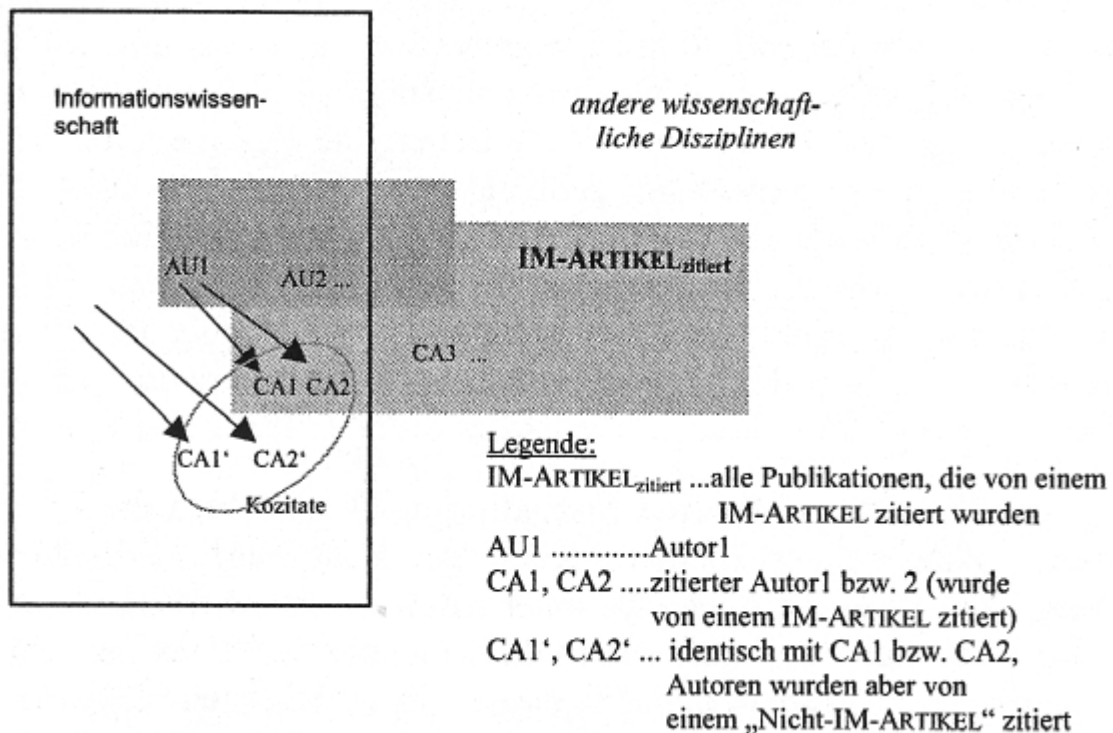 Informationswissen-
schaft
andere wissenschaft-
liche Disziplinen
IM-ARTIKELzitiert
AU1
AU2 ...
CA3 ...
CA1 CA2
CA1‘ CA2‘
Kozitate
Legende:
IM-ARTIKELzitiert ...alle Publikationen, die von einem
IM-ARTIKEL zitiert wurden
AU1 .............Autor1
CA1, CA2 ....zitierter Autor1 bzw. 2 (wurde
von einem IM-ARTIKEL zitiert)
CA1‘, CA2‘ ... identisch mit CA1 bzw. CA2,
Autoren wurden aber von
einem „Nicht-IM-ARTIKEL“ zitiert